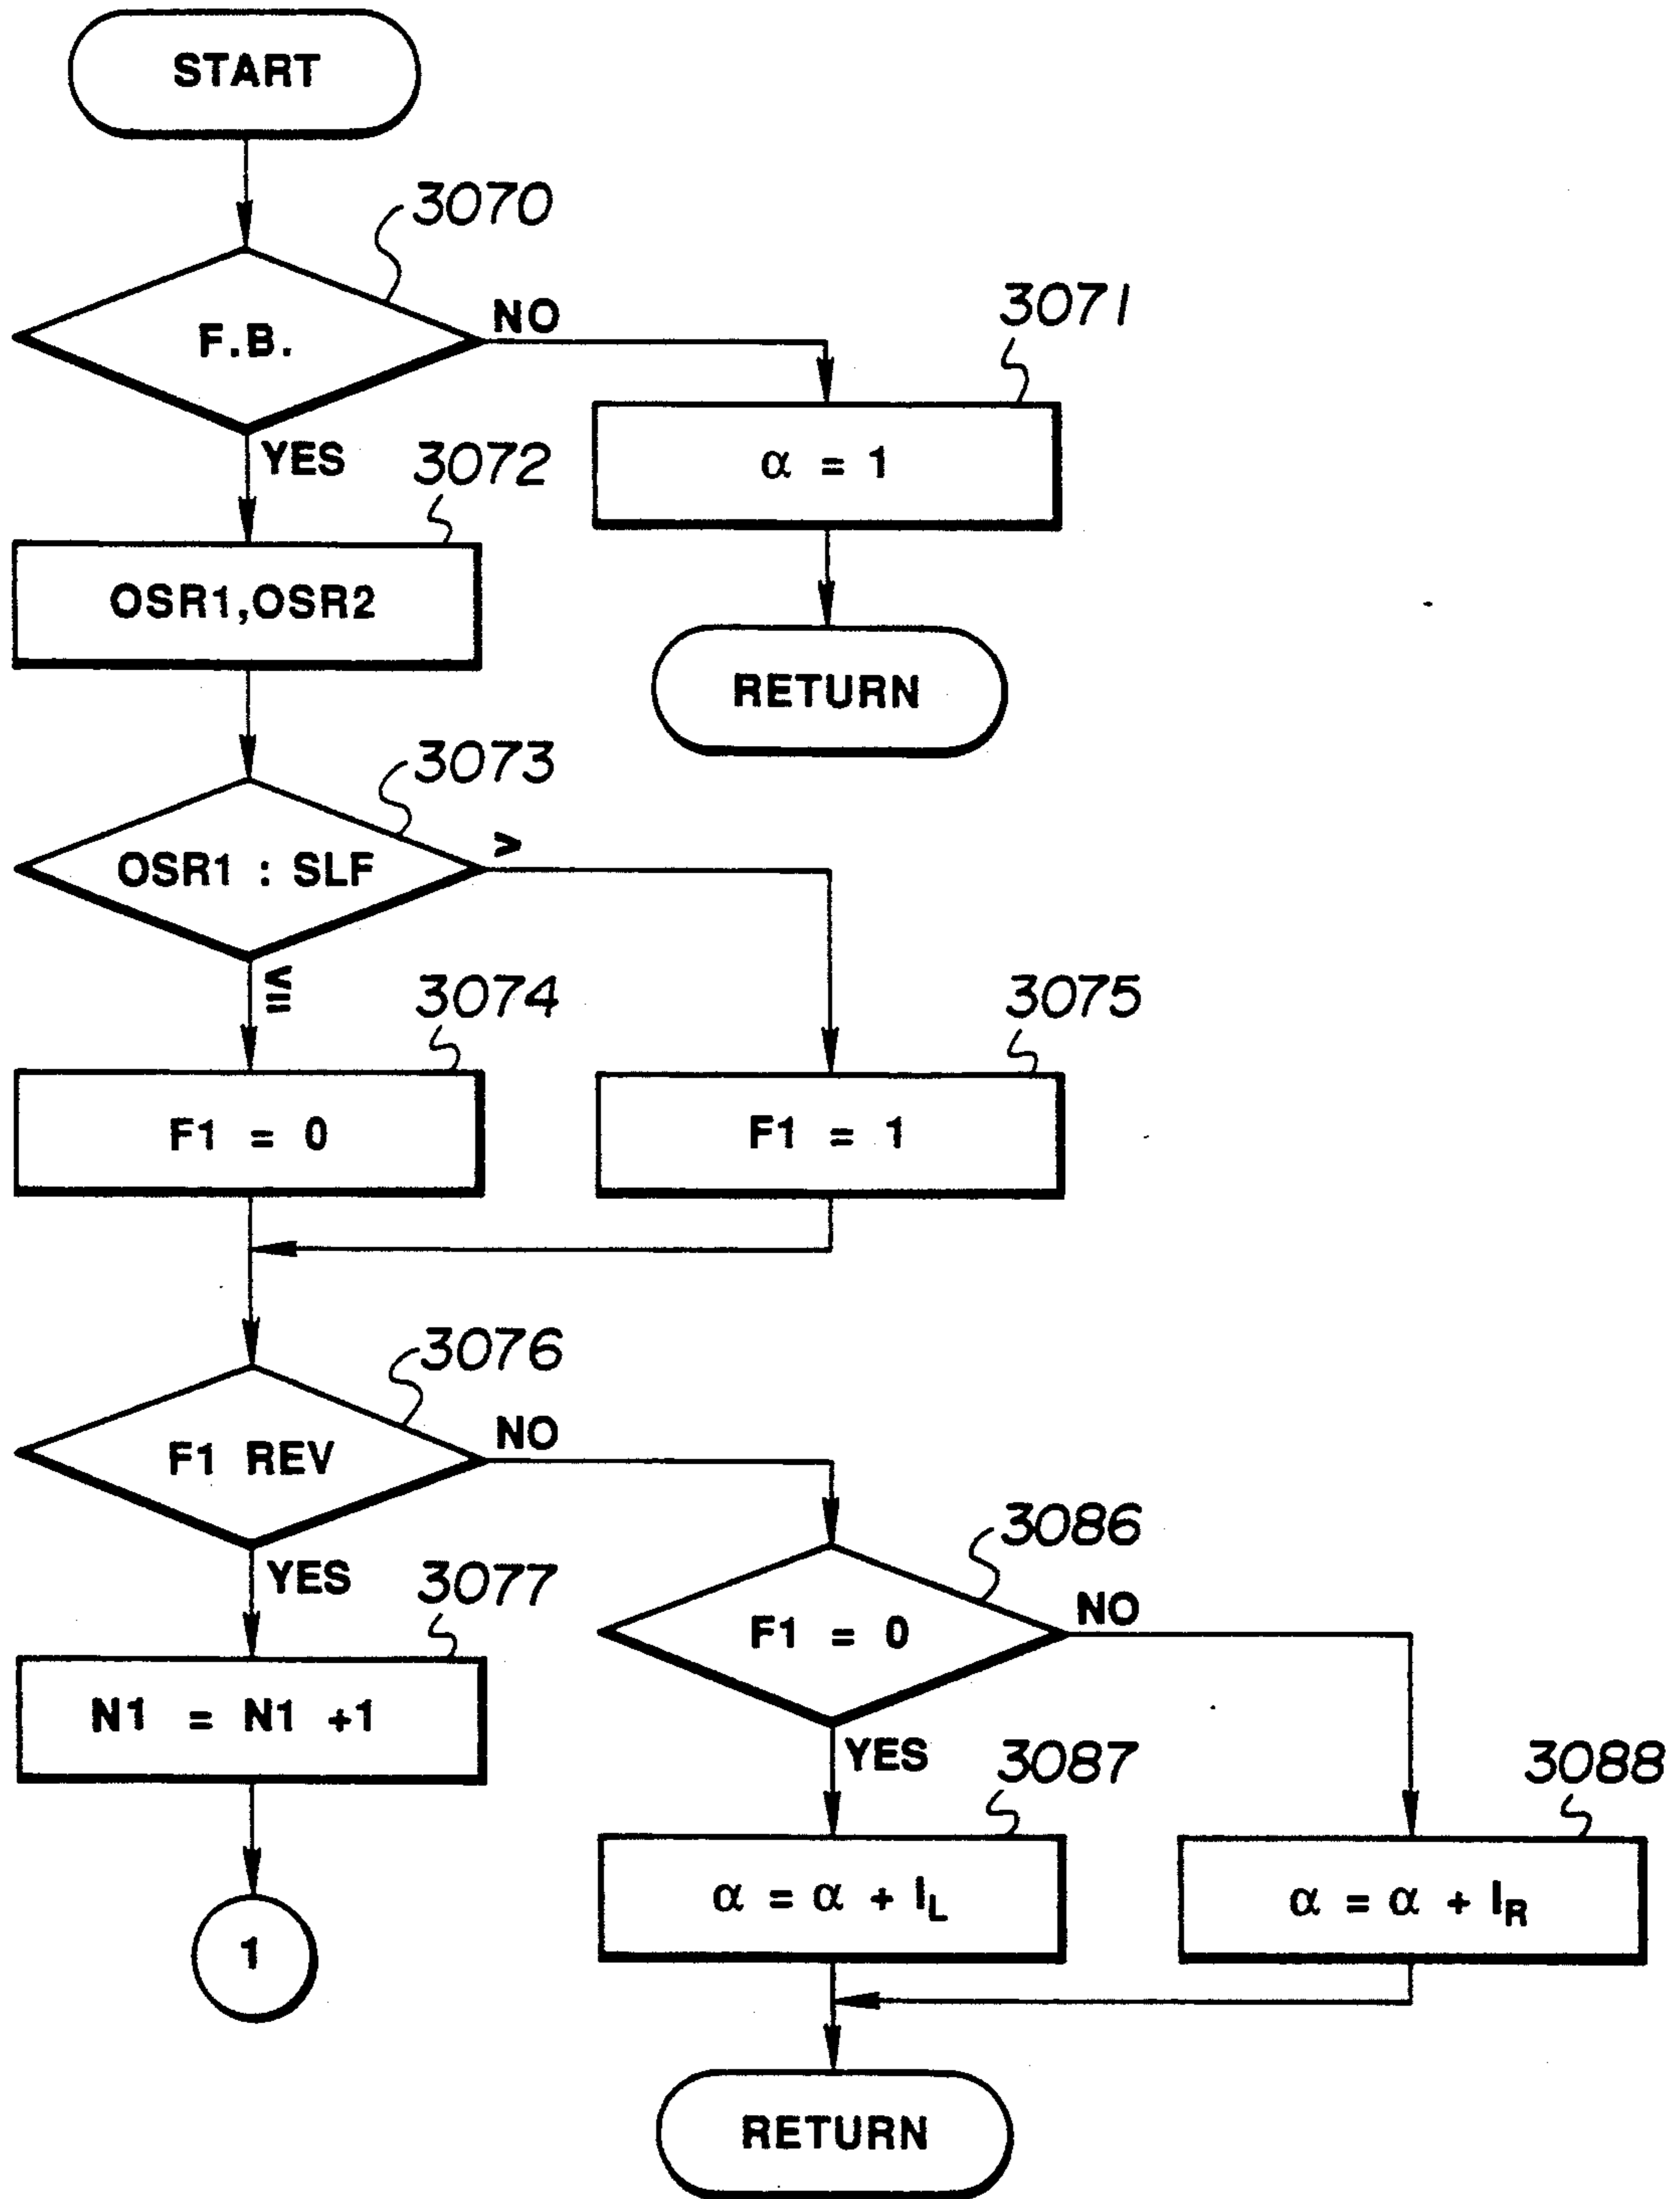 START
3070
F.B.
NO
3071
YES
3072
α = 1
OSR1,OSR2
RETURN
3073
OSR1 : SLF
>
≦
3074
3075
F1 = 0
F1 = 1
3076
F1 REV
NO
3086
YES
3077
F1 = 0
NO
N1 = N1 +1
YES
3087
3088
α = α + I_L
α = α + I_R
1
RETURN